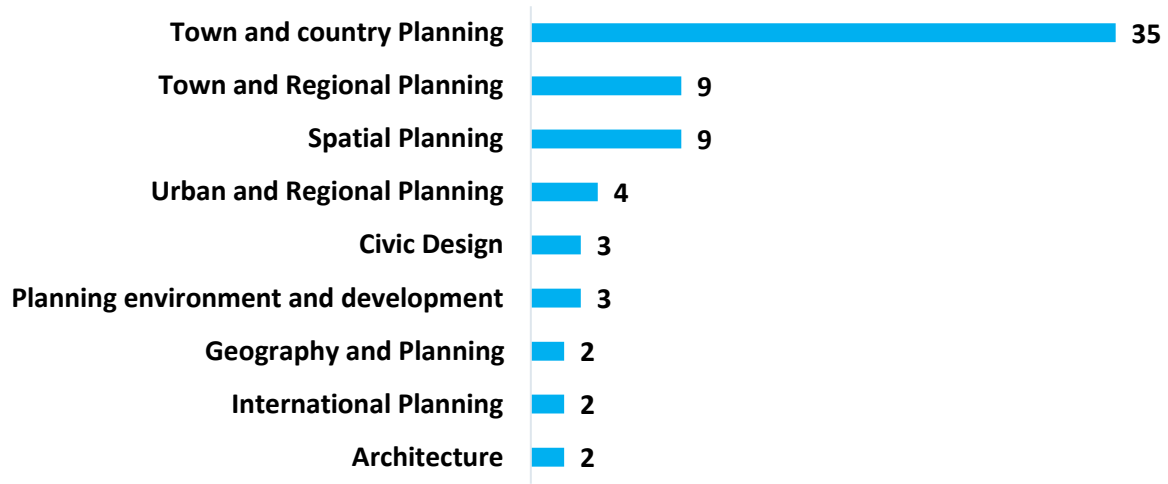 Town and country Planning 35
Town and Regional Planning 9
Spatial Planning 9
Urban and Regional Planning 4
Civic Design 3
Planning environment and development 3
Geography and Planning 2
International Planning 2
Architecture 2